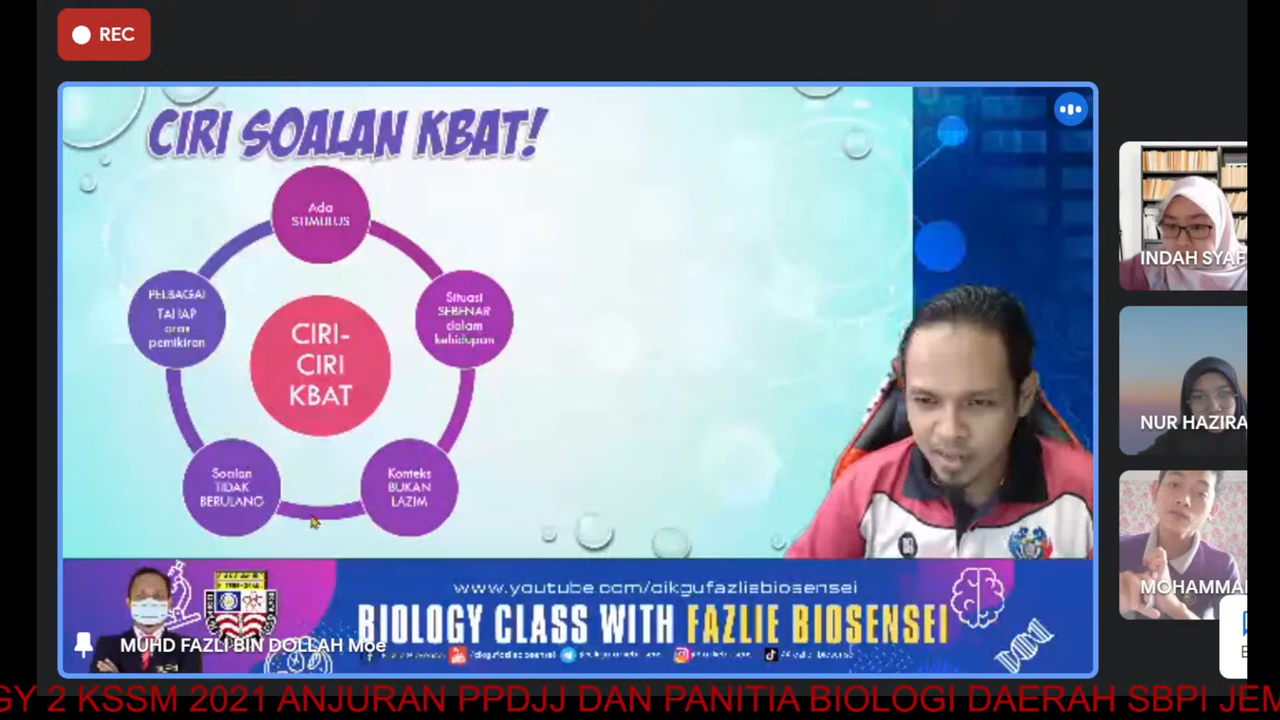 REC
CIRI SOALAN KBAT!
Ada
STIMULUS
PELBAGAI
TAHAP
aras
pemikiran
Situasi
SEBENAR
dalam
kehidupan
CIRI-
CIRI
KBAT
Soalan
TIDAK
BERULANG
Konteks
BUKAN
LAZIM
INDAH SYAF
NUR HAZIRA
MOHAMMA
www.youtube.com/cikgufazliebiosensei
BIOLOGY CLASS WITH FAZLIE BIOSENSEI
MUHD FAZLI BIN DOLLAH Moe
GY 2 KSSM 2021 ANJURAN PPDJJ DAN PANITIA BIOLOGI DAERAH SBPI JEM